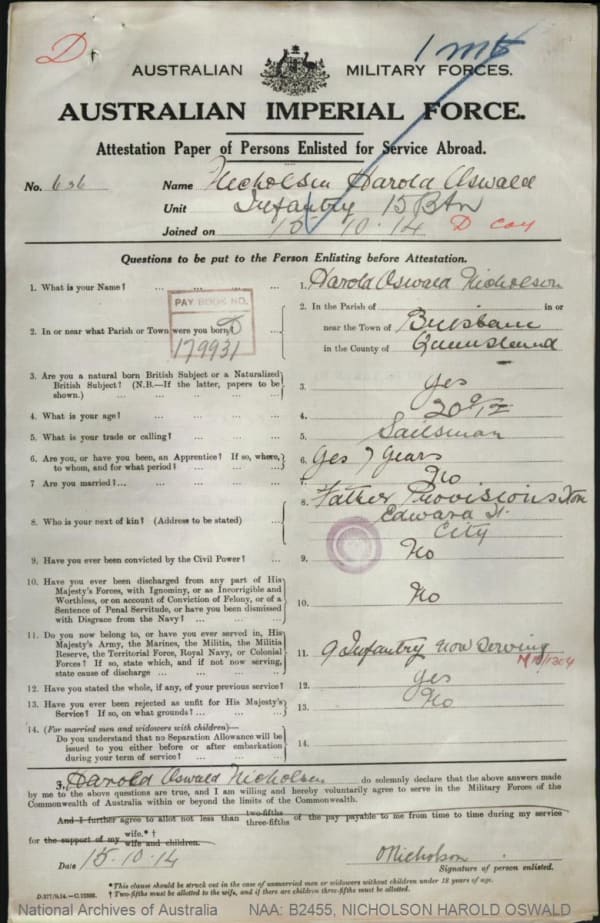 D
1 mb
AUSTRALIAN MILITARY FORCES.
AUSTRALIAN IMPERIAL FORCE.
Attestation Paper of Persons Enlisted for Service Abroad.
No. 636 Name Nicholson Harold Oswald
Unit Infantry 15 Btn
Joined on 15 10 14 D coy
Questions to be put to the Person Enlisting before Attestation.
1. What is your Name? ... ... ... ... 1. Harold Oswald Nicholson
PAY BOOK NO.
179931
2. In or near what Parish or Town were you born? ... 2. In the Parish of in or
near the Town of Brisbane
in the County of Queensland
3. Are you a natural born British Subject or a Naturalized
British Subject? (N.B.—If the latter, papers to be
shown.) ... ... ... ... ... 3. Yes
4. What is your age? ... ... ... ... 4. 20 9/12
5. What is your trade or calling? ... ... ... 5. Sailsman
6. Are you, or have you been, an Apprentice? If so, where,
to whom, and for what period? ... ... ... 6. Yes 7 years
7 Are you married?... ... ... ... ... 7. No
8. Who is your next of kin? (Address to be stated) ... 8. Father Provisions
Edward St.
City
9. Have you ever been convicted by the Civil Power? ... 9. No
10. Have you ever been discharged from any part of His
Majesty's Forces, with Ignominy, or as Incorrigible and
Worthless, or on account of Conviction of Felony, or of a
Sentence of Penal Servitude, or have you been dismissed
with Disgrace from the Navy? ... ... ... 10. No
11. Do you now belong to, or have you ever served in, His
Majesty's Army, the Marines, the Militia, the Militia
Reserve, the Territorial Force, Royal Navy, or Colonial
Forces? If so, state which, and if not now serving,
state cause of discharge ... ... ... ... 11. 9 Infantry now Serving
12. Have you stated the whole, if any, of your previous service? 12. Yes
13. Have you ever been rejected as unfit for His Majesty's
Service? If so, on what grounds? ... ... ... 13. No
14. (For married men and widowers with children)—
Do you understand that no Separation Allowance will be
issued to you either before or after embarkation
during your term of service? ... ... ... 14.
I, Harold Oswald Nicholson do solemnly declare that the above answers made
by me to the above questions are true, and I am willing and hereby voluntarily agree to serve in the Military Forces of the
Commonwealth of Australia within or beyond the limits of the Commonwealth.
And I further agree to allot not less than two-fifths three-fifths of the pay payable to me from time to time during my service
for the support of my wife.* † wife and children.
Date 15.10.14
O Nicholson
Signature of person enlisted.
* This clause should be struck out in the case of unmarried men or widowers without children under 18 years of age.
† Two-fifths must be allotted to the wife, and if there are children three-fifths must be allotted.
National Archives of Australia NAA: B2455, NICHOLSON HAROLD OSWALD